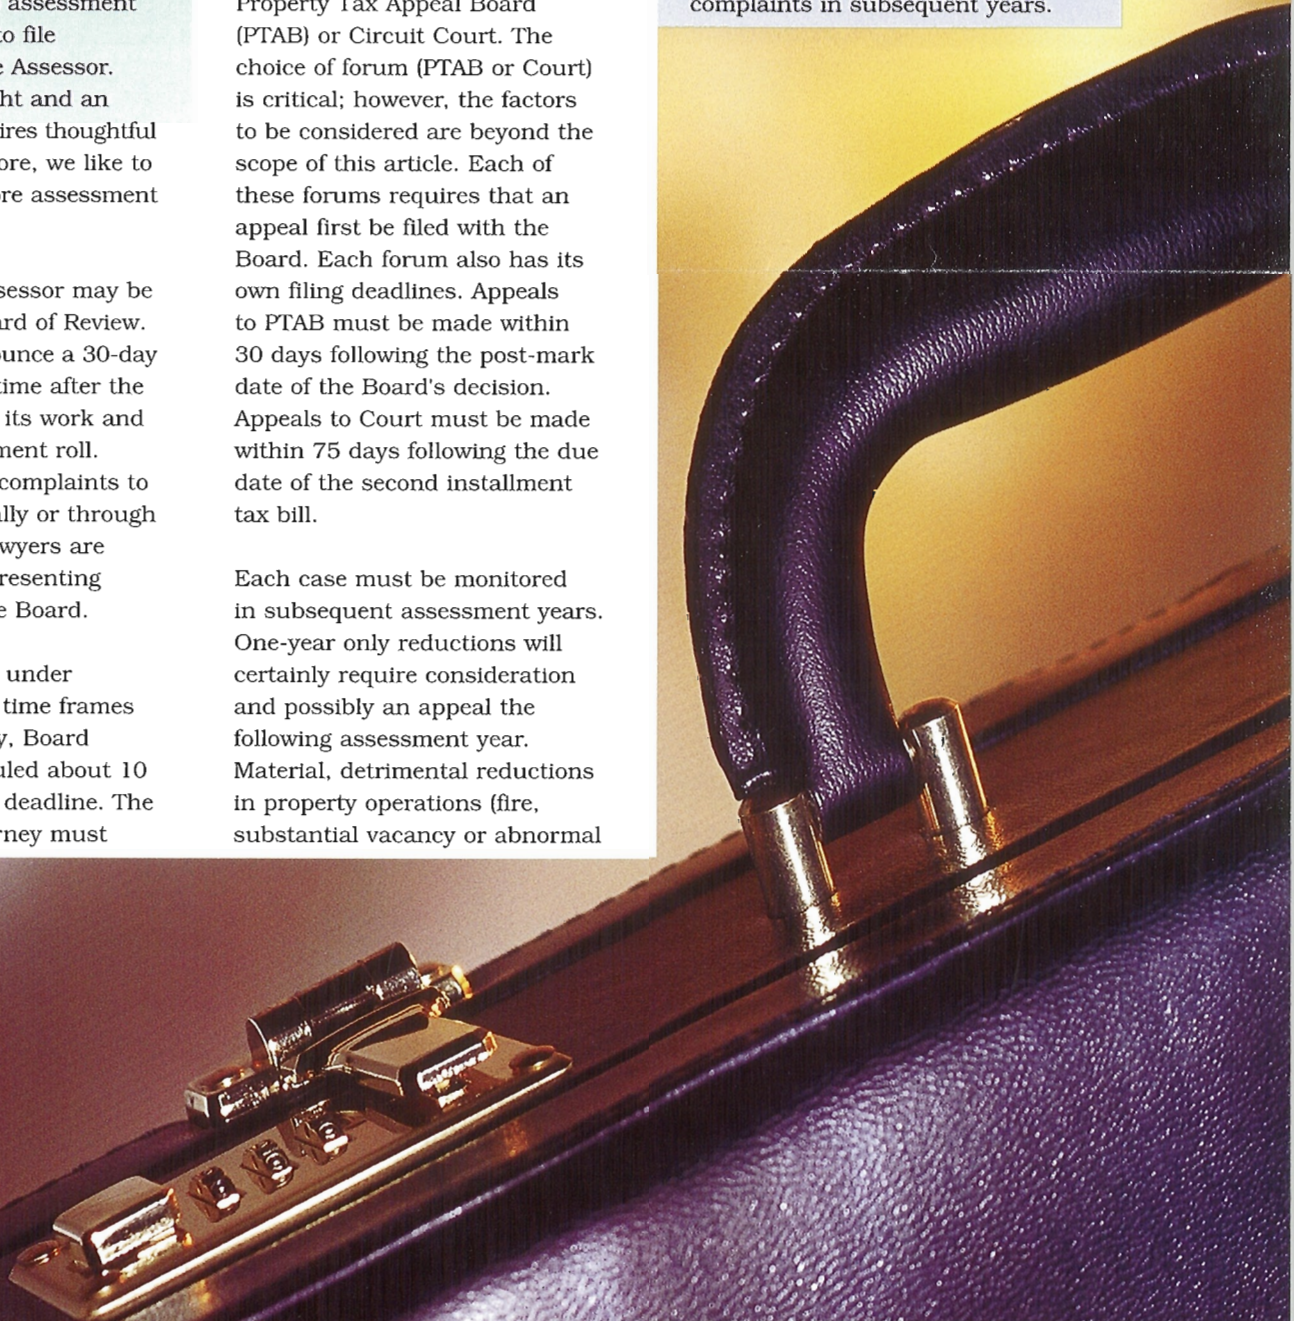 assessment
to file
Assessor.
ht and an
ires thoughtful
ore, we like to
re assessment
sessor may be
ard of Review.
ounce a 30-day
time after the
its work and
ment roll.
complaints to
ally or through
wyers are
resenting
e Board.
under
time frames
y, Board
uled about 10
deadline. The
rney must
Property Tax Appeal Board
(PTAB) or Circuit Court. The
choice of forum (PTAB or Court)
is critical; however, the factors
to be considered are beyond the
scope of this article. Each of
these forums requires that an
appeal first be filed with the
Board. Each forum also has its
own filing deadlines. Appeals
to PTAB must be made within
30 days following the post-mark
date of the Board's decision.
Appeals to Court must be made
within 75 days following the due
date of the second installment
tax bill.
Each case must be monitored
in subsequent assessment years.
One-year only reductions will
certainly require consideration
and possibly an appeal the
following assessment year.
Material, detrimental reductions
in property operations (fire,
substantial vacancy or abnormal
complaints in subsequent years.